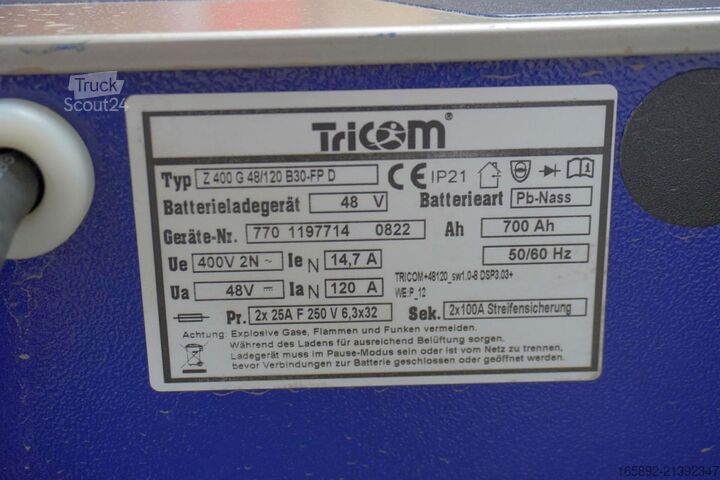 Truck
Scout24
TriCOM®
Typ Z 400 G 48/120 B30-FP D CE IP21
Batterieladegerät 48 V Batterieart Pb-Nass
Geräte-Nr. 770 1197714 0822 Ah 700 Ah
Ue 400V 2N ~ Ie N 14,7 A 50/60 Hz
TRICOM+48120_sw1.0-8 DSP3.03+
Ua 48V ⎓ Ia N 120 A WE:P_12
Pr. 2x 25A F 250 V 6,3x32 Sek. 2x100A Streifensicherung
Achtung: Explosive Gase, Flammen und Funken vermeiden.
Während des Ladens für ausreichend Belüftung sorgen.
Ladegerät muss im Pause-Modus sein oder ist vom Netz zu trennen,
bevor Verbindungen zur Batterie geschlossen oder geöffnet werden.
165892-21392347